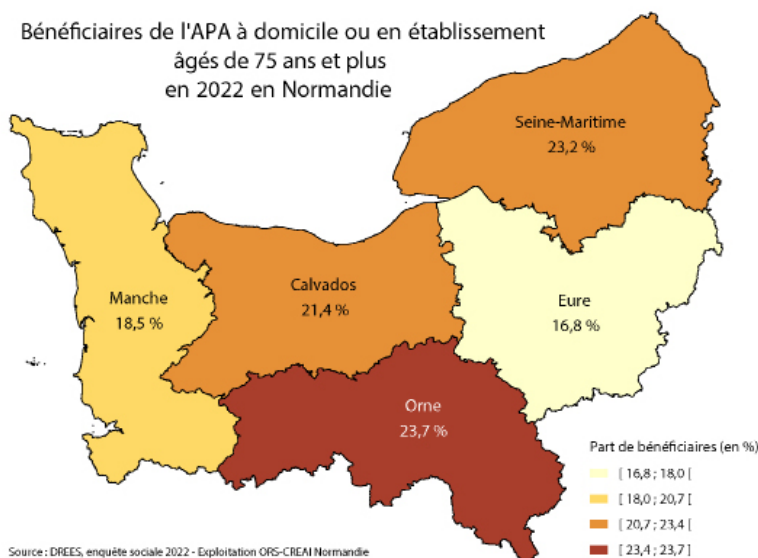 Bénéficiaires de l'APA à domicile ou en établissement
âgés de 75 ans et plus
en 2022 en Normandie
Seine-Maritime
23,2 %
Manche
18,5 %
Calvados
21,4 %
Eure
16,8 %
Orne
23,7 %
Part de bénéficiaires (en %)
[ 16,8 ; 18,0 [
[ 18,0 ; 20,7 [
[ 20,7 ; 23,4 [
[ 23,4 ; 23,7 ]
Source : DREES, enquête sociale 2022 - Exploitation ORS-CREAI Normandie